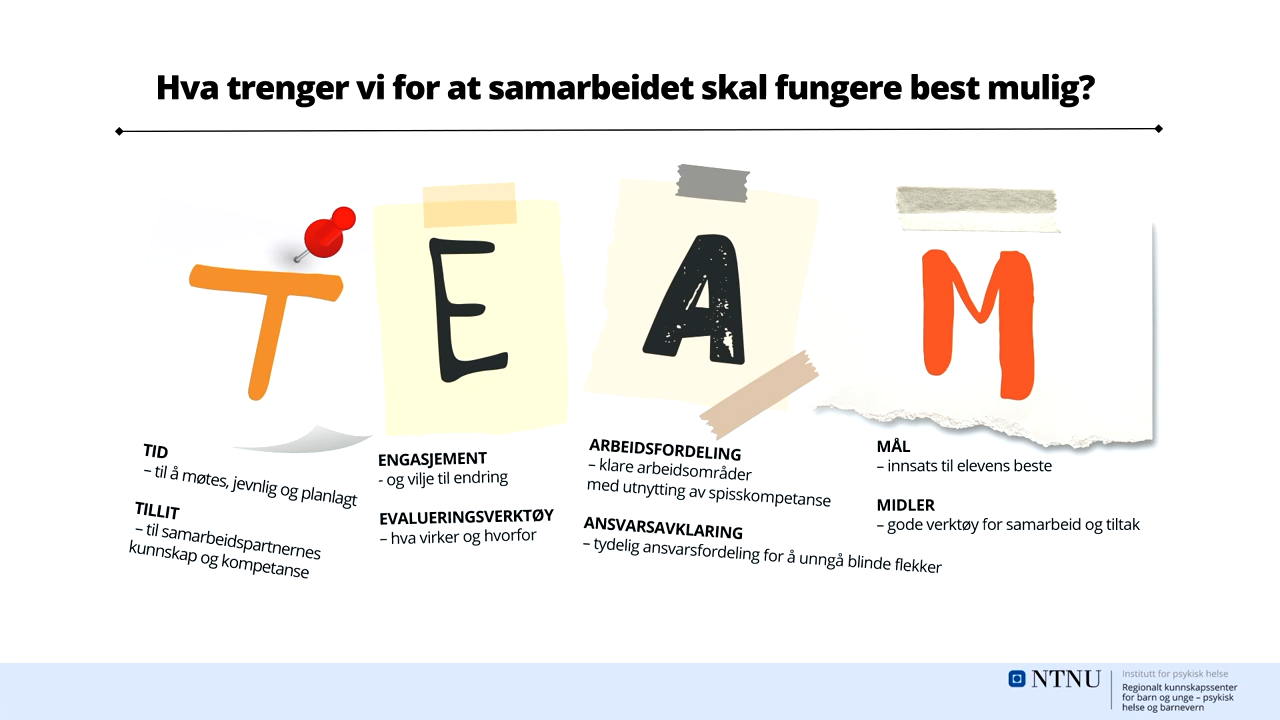 Hva trenger vi for at samarbeidet skal fungere best mulig?
T E A M
TID
– til å møtes, jevnlig og planlagt
TILLIT
– til samarbeidspartnernes
kunnskap og kompetanse
ENGASJEMENT
- og vilje til endring
EVALUERINGSVERKTØY
– hva virker og hvorfor
ARBEIDSFORDELING
– klare arbeidsområder
med utnytting av spisskompetanse
ANSVARSAVKLARING
– tydelig ansvarsfordeling for å unngå blinde flekker
MÅL
– innsats til elevens beste
MIDLER
– gode verktøy for samarbeid og tiltak
NTNU
Institutt for psykisk helse
Regionalt kunnskapssenter
for barn og unge – psykisk
helse og barnevern